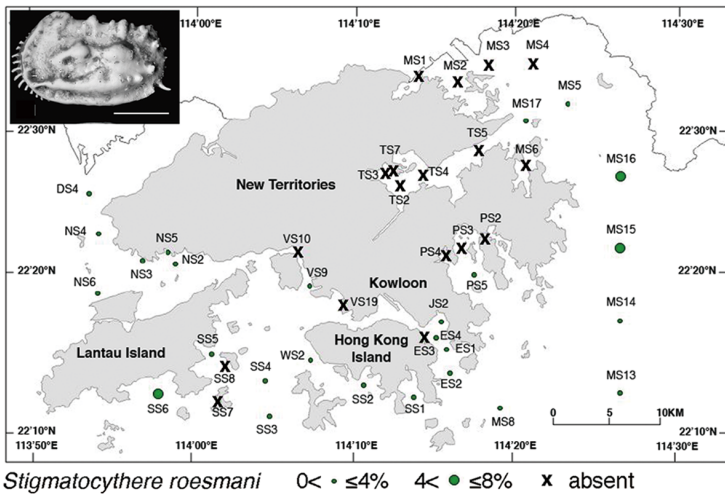 114°00'E
114°10'E
114°20'E
114°30'E
MS1
MS2
MS3
MS4
MS5
MS17
22°30'N
22°30'N
TS7
TS5
TS3
TS4
TS2
MS6
MS16
DS4
New Territories
NS4
NS5
NS3
NS2
VS10
PS3
PS2
PS4
MS15
22°20'N
22°20'N
NS6
VS9
Kowloon
PS5
VS19
JS2
MS14
Lantau Island
SS5
SS8
SS4
WS2
Hong Kong
Island
ES4
ES3
ES1
ES2
SS6
SS7
SS3
SS2
SS1
MS8
MS13
0 5 10KM
22°10'N
22°10'N
113°50'E
114°00'E
114°10'E
114°20'E
114°30'E
Stigmatocythere roesmani 0< ≤4% 4< ≤8% x absent